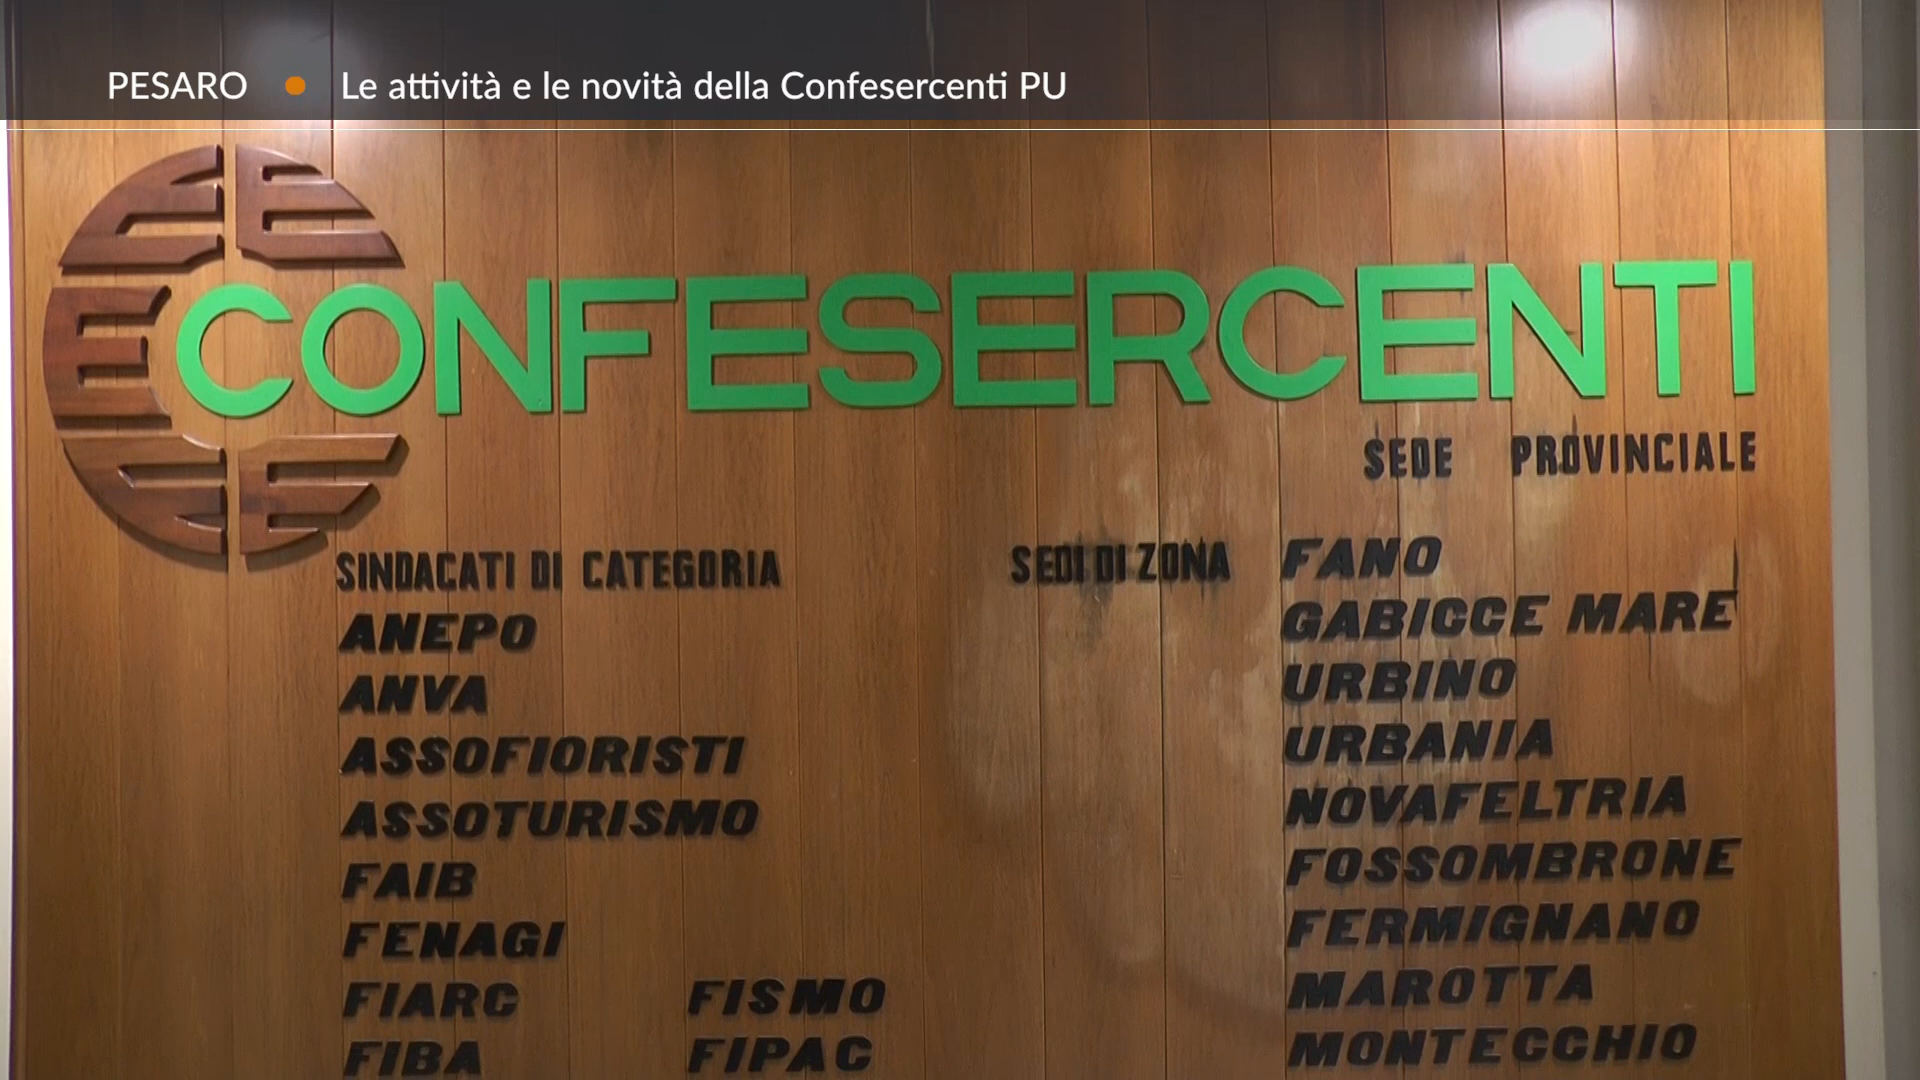 PESARO ● Le attività e le novità della Confesercenti PU
CONFESERCENTI
SEDE PROVINCIALE
SINDACATI DI CATEGORIA
ANEPO
ANVA
ASSOFIORISTI
ASSOTURISMO
FAIB
FENAGI
FIARC FISMO
FIBA FIPAC
SEDI DI ZONA FANO
GABICCE MARE
URBINO
URBANIA
NOVAFELTRIA
FOSSOMBRONE
FERMIGNANO
MAROTTA
MONTECCHIO